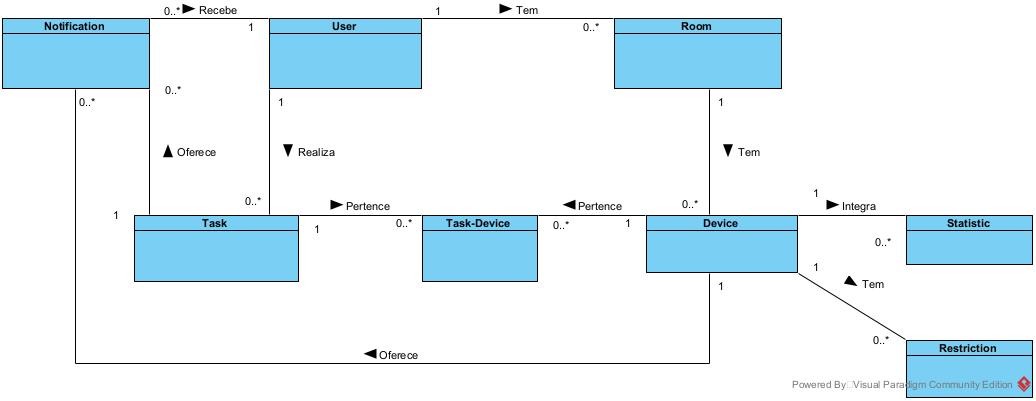 0..* Recebe
1 Tem
Notification
User
Room
1
0..*
0..*
0..*
1
1
Oferece
Realiza
Tem
1
0..*
Pertence
Pertence
0..*
1
Integra
Task
1
0..*
Task-Device
0..*
1
Device
0..*
Statistic
1
1
Tem
0..*
Oferece
Restriction
Powered By Visual Paradigm Community Edition